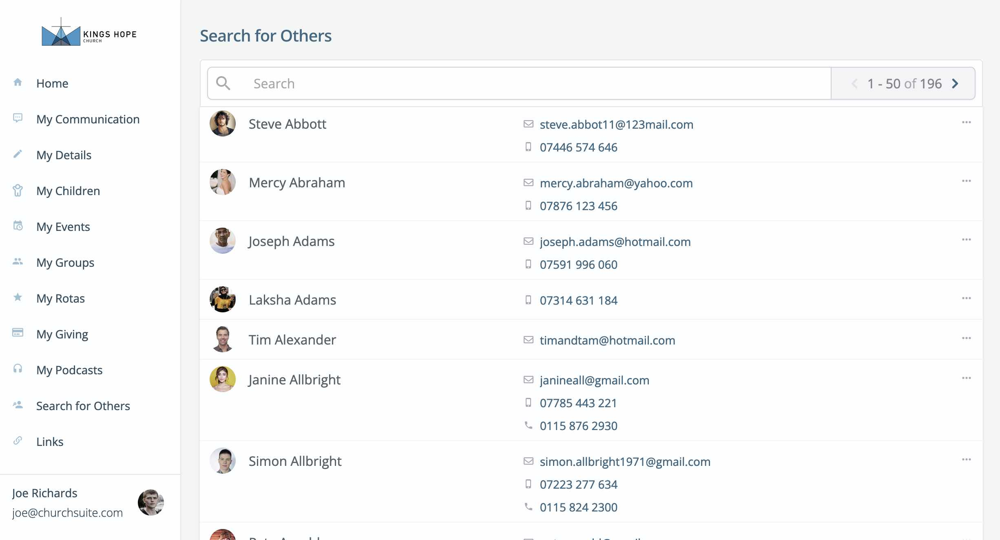 KINGS HOPE
CHURCH
Home
My Communication
My Details
My Children
My Events
My Groups
My Rotas
My Giving
My Podcasts
Search for Others
Links
Joe Richards
joe@churchsuite.com
Search for Others
Search
1 - 50 of 196
Steve Abbott
steve.abbot11@123mail.com
07446 574 646
Mercy Abraham
mercy.abraham@yahoo.com
07876 123 456
Joseph Adams
joseph.adams@hotmail.com
07591 996 060
Laksha Adams
07314 631 184
Tim Alexander
timandtam@hotmail.com
Janine Allbright
janineall@gmail.com
07785 443 221
0115 876 2930
Simon Allbright
simon.allbright1971@gmail.com
07223 277 634
0115 824 2300